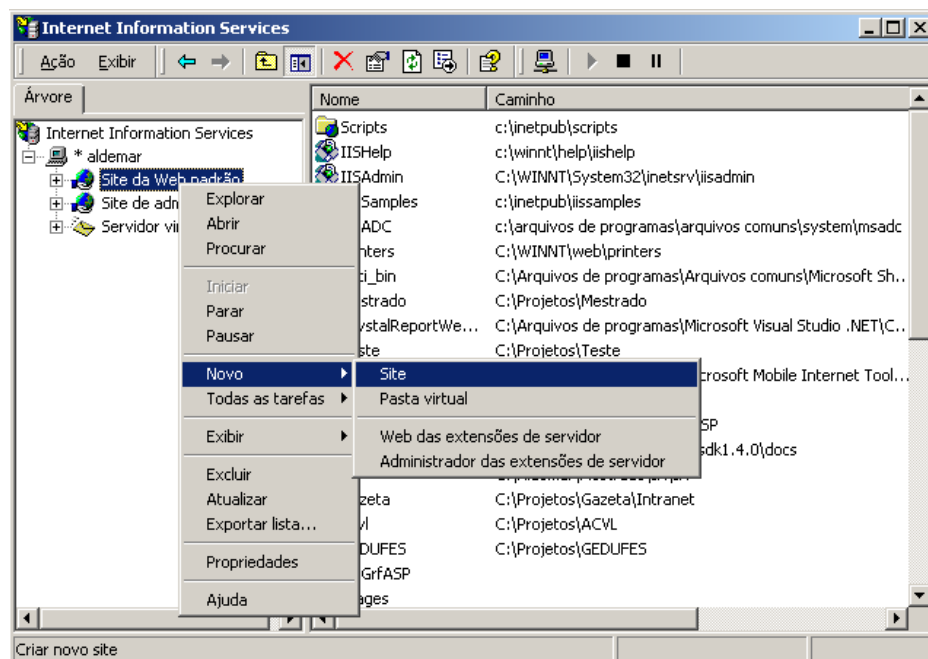 Internet Information Services
Ação Exibir
Árvore
Nome Caminho
Internet Information Services
* aldemar
Site da Web padrão
Site de adm
Servidor vi
Scripts c:\inetpub\scripts
IISHelp c:\winnt\help\iishelp
IISAdmin C:\WINNT\System32\inetsrv\iisadmin
Samples c:\inetpub\iissamples
ADC c:\arquivos de programas\arquivos comuns\system\msadc
nters C:\WINNT\web\printers
ti_bin C:\Arquivos de programas\Arquivos comuns\Microsoft Sh..
strado C:\Projetos\Mestrado
ystalReportWe... C:\Arquivos de programas\Microsoft Visual Studio .NET\C..
ste C:\Projetos\Teste
crosoft Mobile Internet Tool...
SP
sdk1.4.0\docs
zeta C:\Projetos\Gazeta\Intranet
vl C:\Projetos\ACVL
DUFES C:\Projetos\GEDUFES
GrfASP
ages
Explorar
Abrir
Procurar
Iniciar
Parar
Pausar
Novo
Todas as tarefas
Exibir
Excluir
Atualizar
Exportar lista...
Propriedades
Ajuda
Site
Pasta virtual
Web das extensões de servidor
Administrador das extensões de servidor
Criar novo site